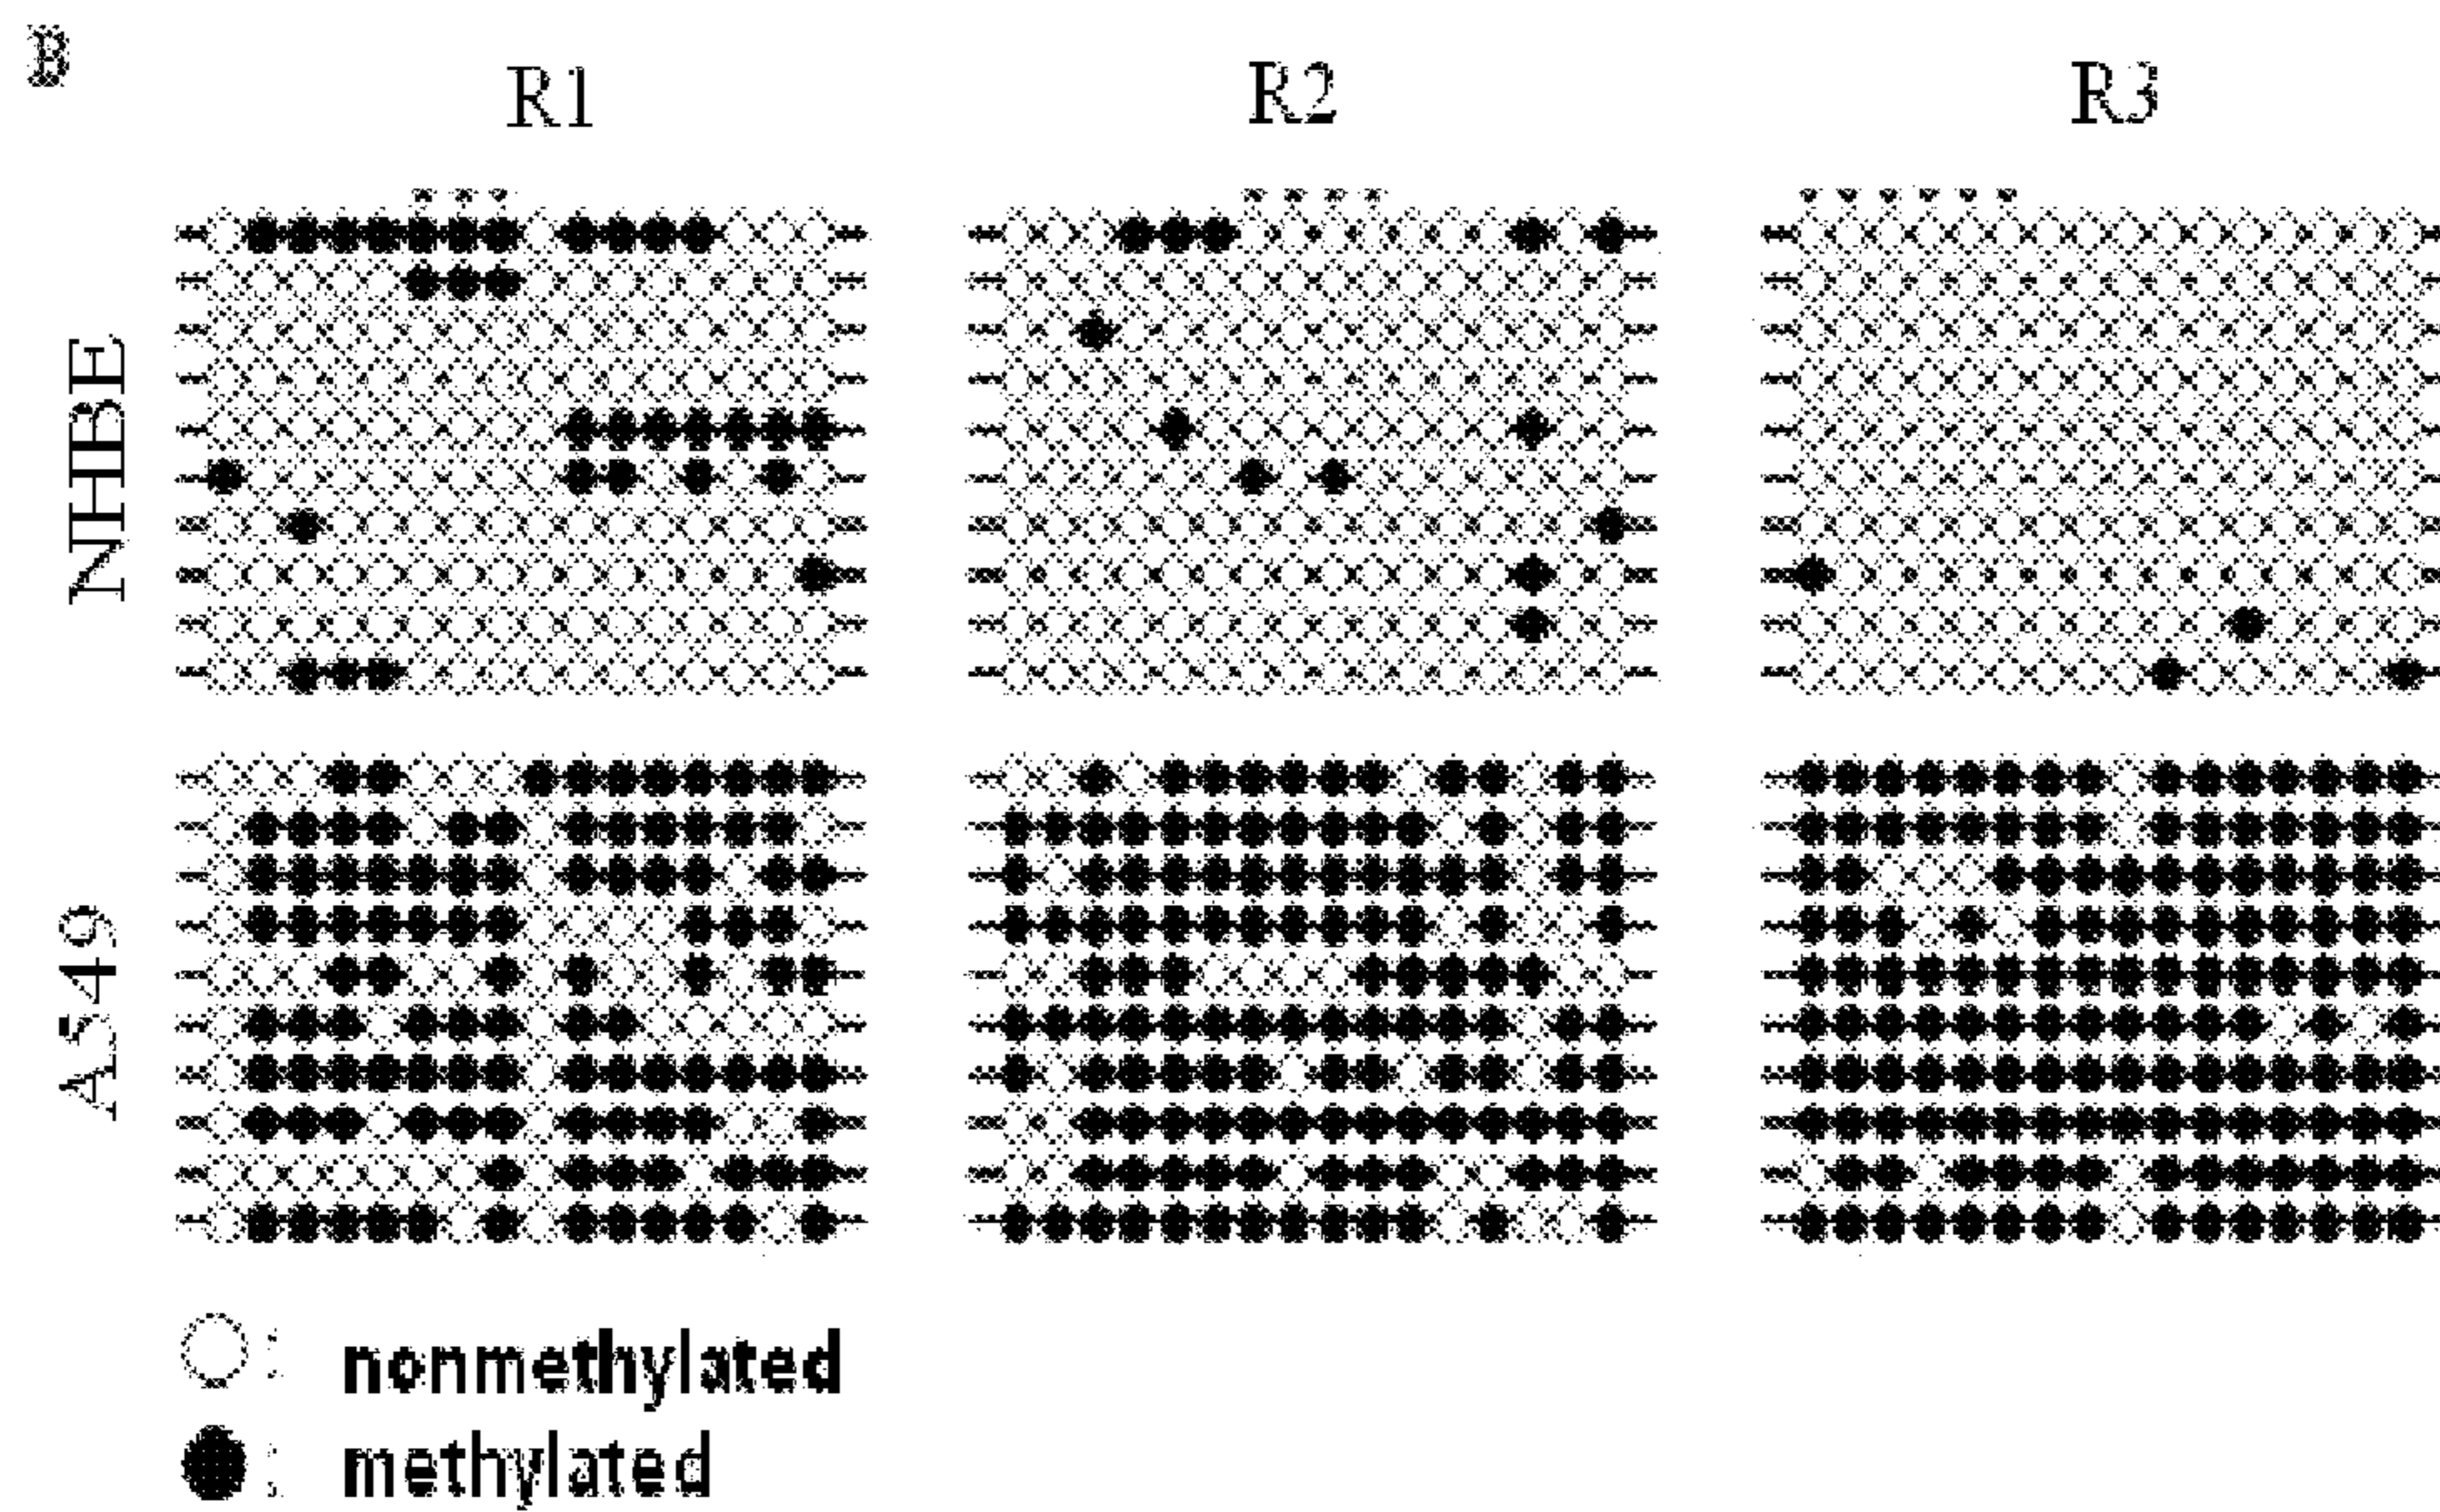 B
R1 R2 R3
NHBE
A549
: nonmethylated
: methylated